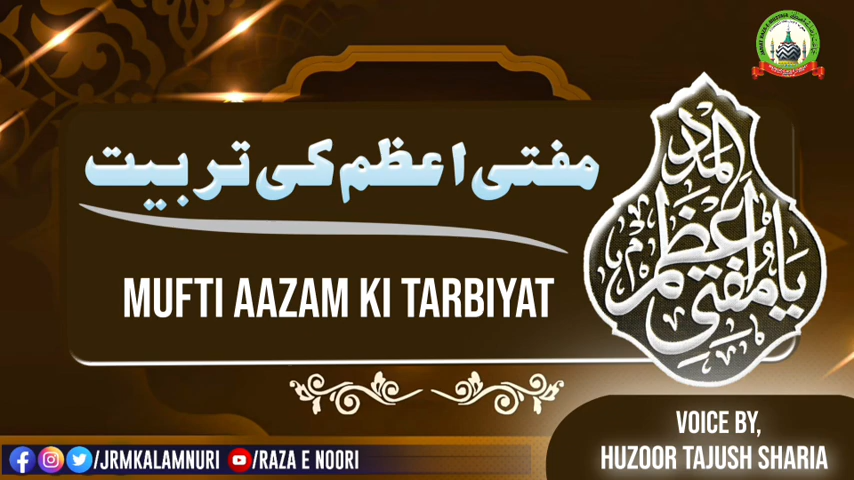 مفتی اعظم کی تربیت
MUFTI AAZAM KI TARBIYAT
المدد
یا مفتی اعظم
VOICE BY,
HUZOOR TAJUSH SHARIA
/JRMKALAMNURI
/RAZA E NOORI